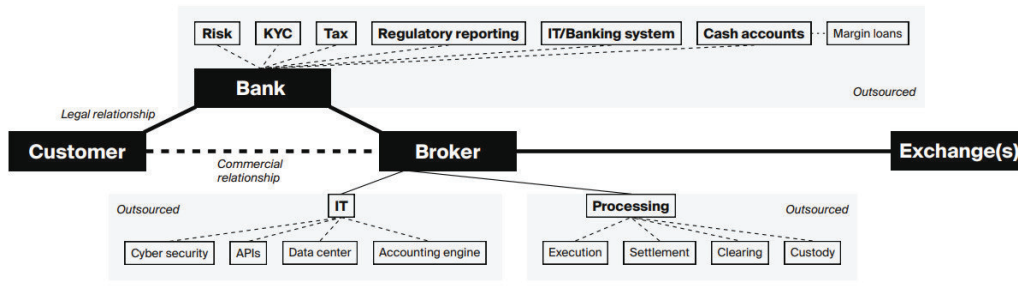 Risk
KYC
Tax
Regulatory reporting
IT/Banking system
Cash accounts
Margin loans
Bank
Outsourced
Legal relationship
Customer
Broker
Exchange(s)
Commercial
relationship
Outsourced
IT
Processing
Outsourced
Cyber security
APIs
Data center
Accounting engine
Execution
Settlement
Clearing
Custody